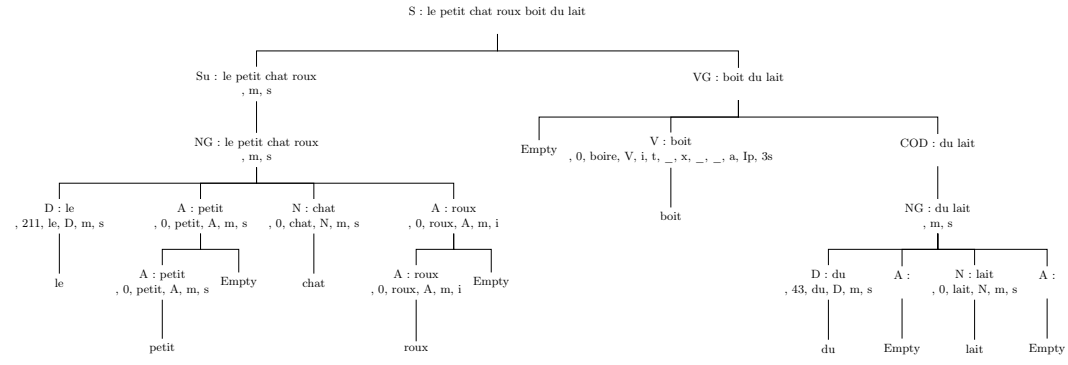 S : le petit chat roux boit du lait
Su : le petit chat roux
, m, s
VG : boit du lait
NG : le petit chat roux
, m, s
Empty
V : boit
, 0, boire, V, i, t, _, x, _, _, a, Ip, 3s
COD : du lait
D : le
, 211, le, D, m, s
A : petit
, 0, petit, A, m, s
N : chat
, 0, chat, N, m, s
A : roux
, 0, roux, A, m, i
boit
NG : du lait
, m, s
le
A : petit
, 0, petit, A, m, s
Empty
chat
A : roux
, 0, roux, A, m, i
Empty
D : du
, 43, du, D, m, s
A :
N : lait
, 0, lait, N, m, s
A :
petit
roux
du
Empty
lait
Empty